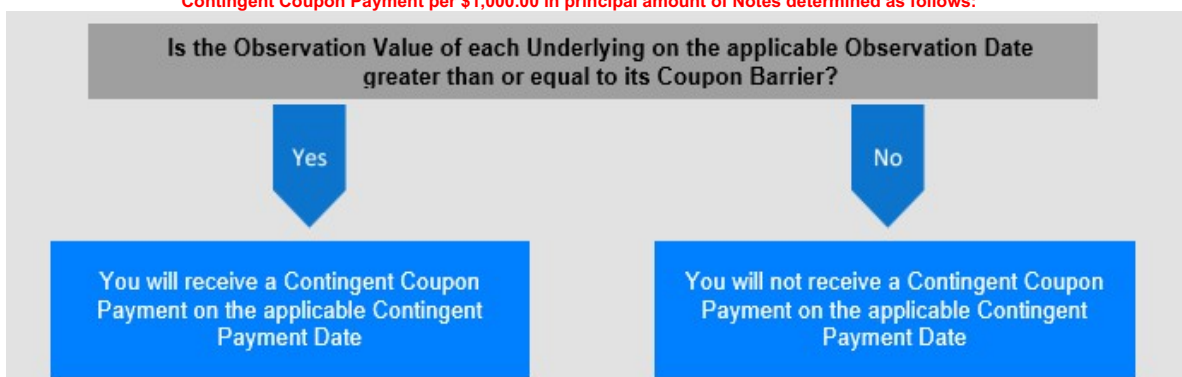 Contingent Coupon Payment per $1,000.00 in principal amount of Notes determined as follows:
Is the Observation Value of each Underlying on the applicable Observation Date
greater than or equal to its Coupon Barrier?
Yes
No
You will receive a Contingent Coupon
Payment on the applicable Contingent
Payment Date
You will not receive a Contingent Coupon
Payment on the applicable Contingent
Payment Date